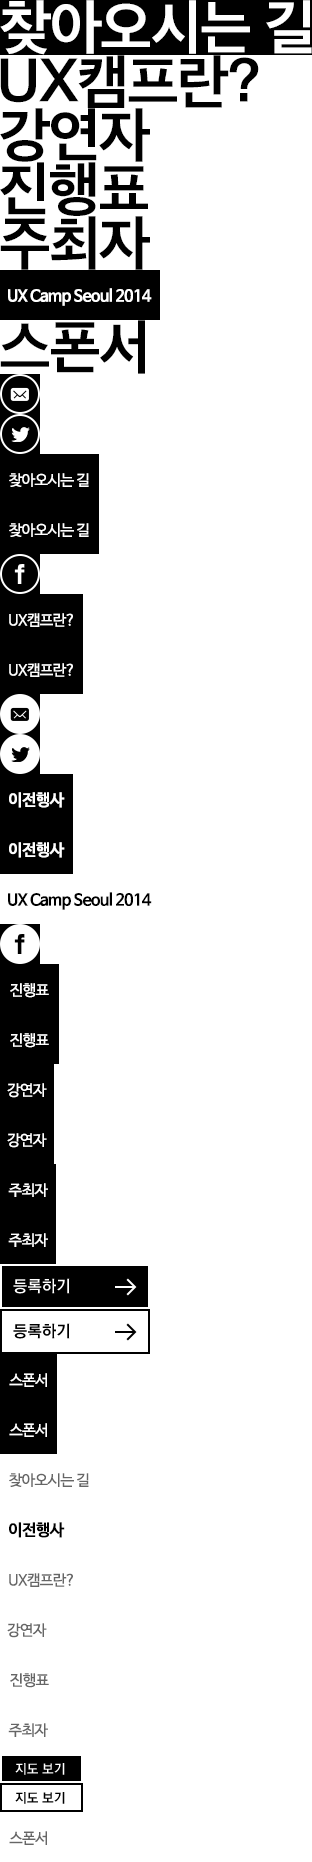 찾아오시는 길
UX캠프란?
강연자
진행표
주최자
UX Camp Seoul 2014
스폰서
찾아오시는 길
찾아오시는 길
f
UX캠프란?
UX캠프란?
이전행사
이전행사
UX Camp Seoul 2014
f
진행표
진행표
강연자
강연자
주최자
주최자
등록하기
등록하기
스폰서
스폰서
찾아오시는 길
이전행사
UX캠프란?
강연자
진행표
주최자
지도 보기
지도 보기
스폰서